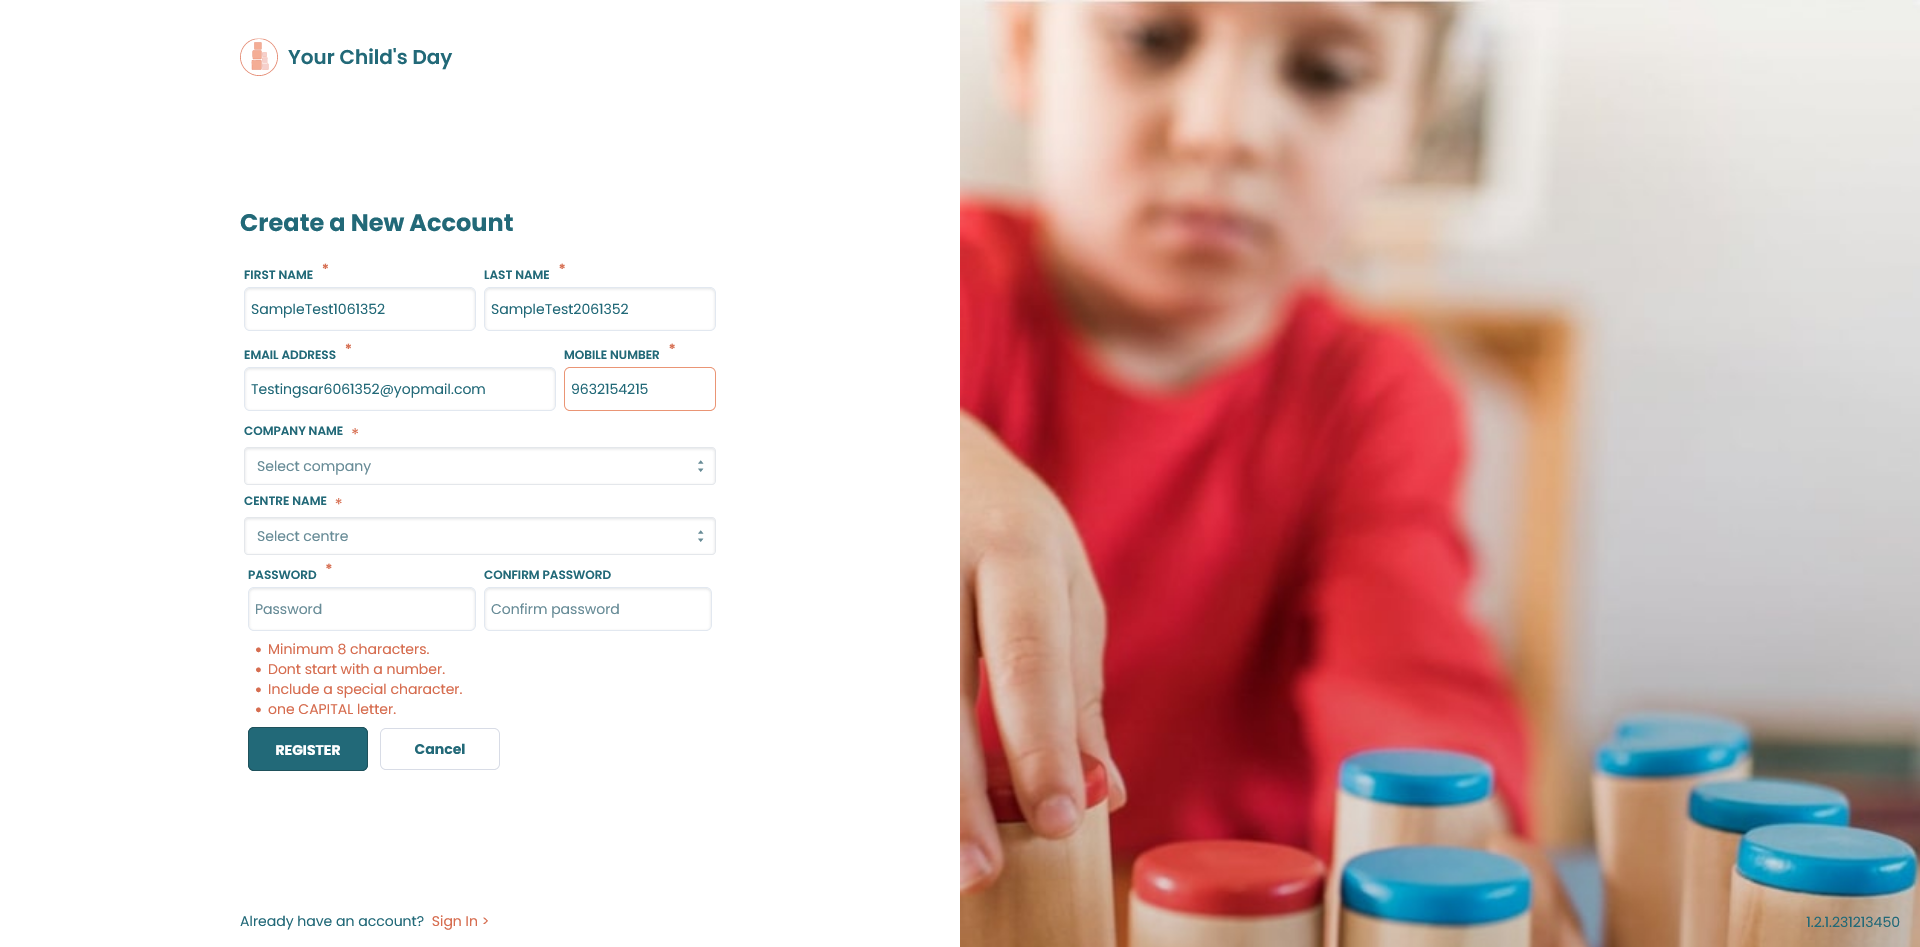 Your Child's Day
Create a New Account
FIRST NAME *
LAST NAME *
SampleTest1061352
SampleTest2061352
EMAIL ADDRESS *
MOBILE NUMBER *
Testingsar6061352@yopmail.com
9632154215
COMPANY NAME *
Select company
CENTRE NAME *
Select centre
PASSWORD *
CONFIRM PASSWORD
Password
Confirm password
• Minimum 8 characters.
• Dont start with a number.
• Include a special character.
• one CAPITAL letter.
REGISTER
Cancel
Already have an account? Sign In >
1.2.1.231213450